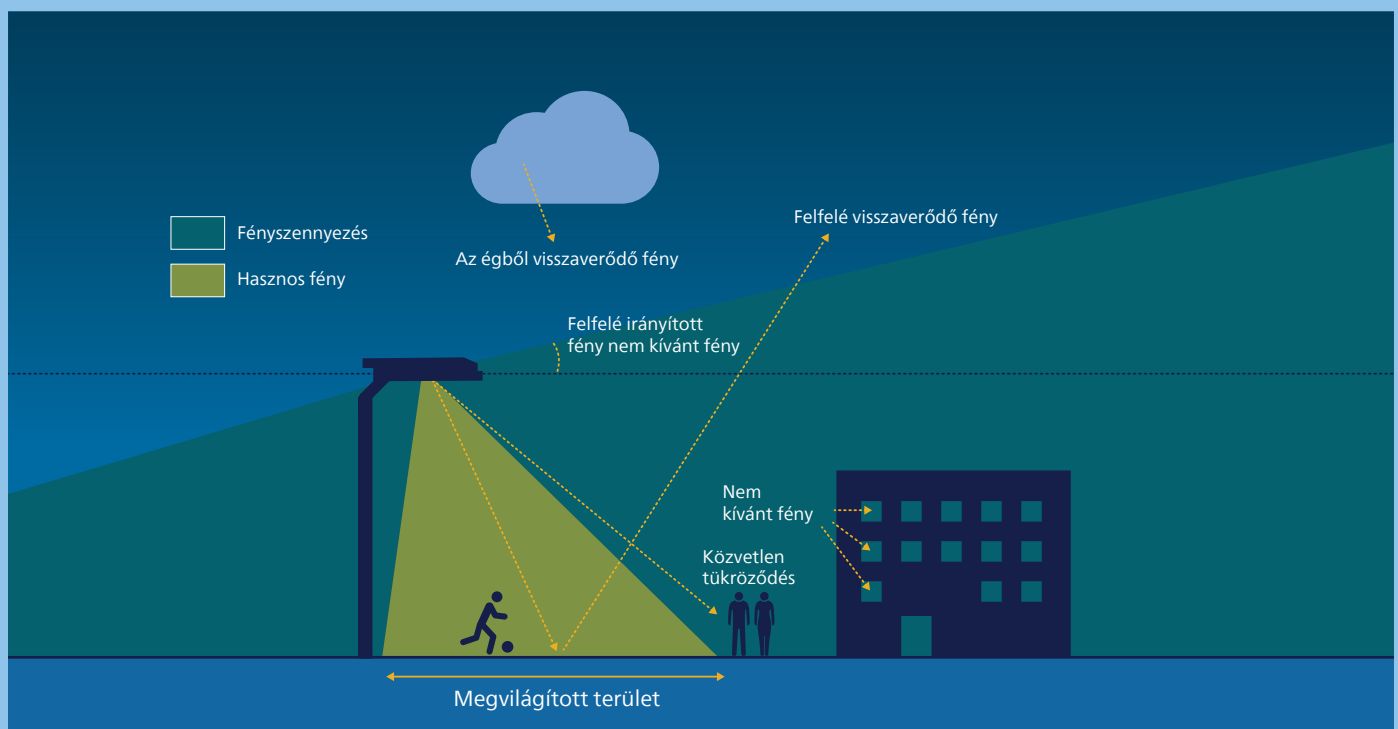 Felfelé visszaverődő fény
Fényszennyezés
Az égből visszaverődő fény
Hasznos fény
Felfelé irányított
fény nem kívánt fény
Nem
kívánt fény
Közvetlen
tükröződés
Megvilágított terület